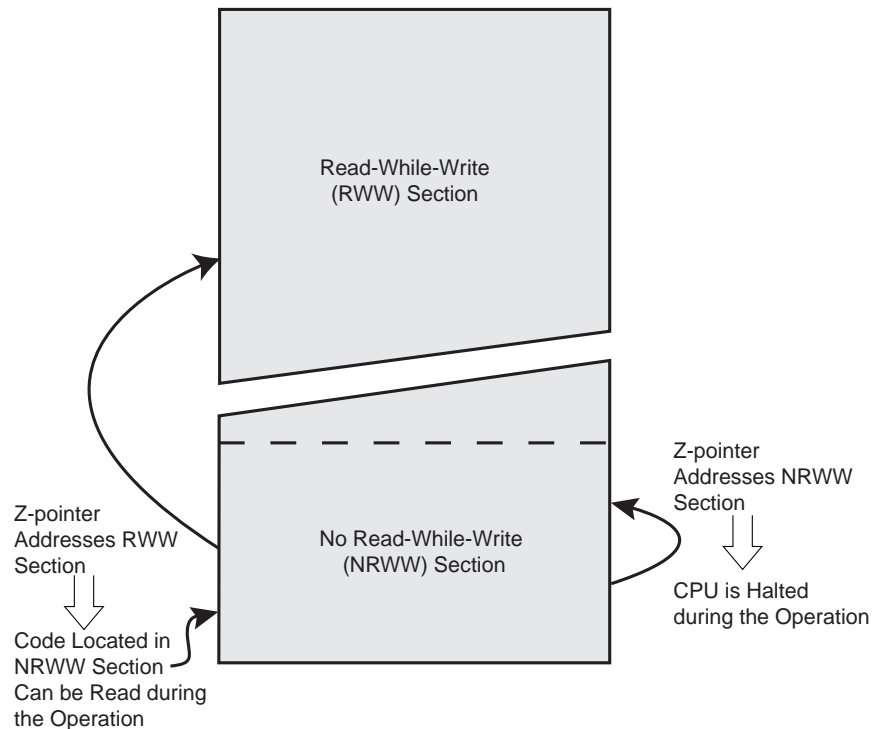 Read-While-Write
(RWW) Section
Z-pointer
Addresses NRWW
Section
Z-pointer
Addresses RWW
Section
No Read-While-Write
(NRWW) Section
CPU is Halted
during the Operation
Code Located in
NRWW Section
Can be Read during
the Operation